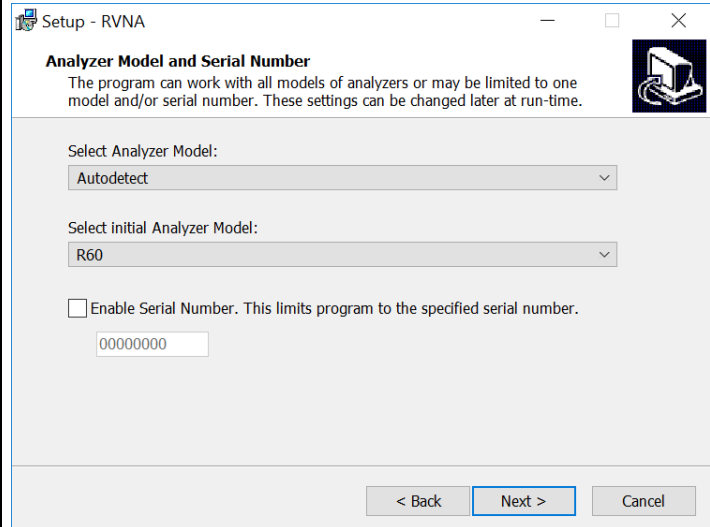 Setup - RVNA
Analyzer Model and Serial Number
The program can work with all models of analyzers or may be limited to one
model and/or serial number. These settings can be changed later at run-time.
Select Analyzer Model:
Autodetect
Select initial Analyzer Model:
R60
Enable Serial Number. This limits program to the specified serial number.
00000000
< Back
Next >
Cancel